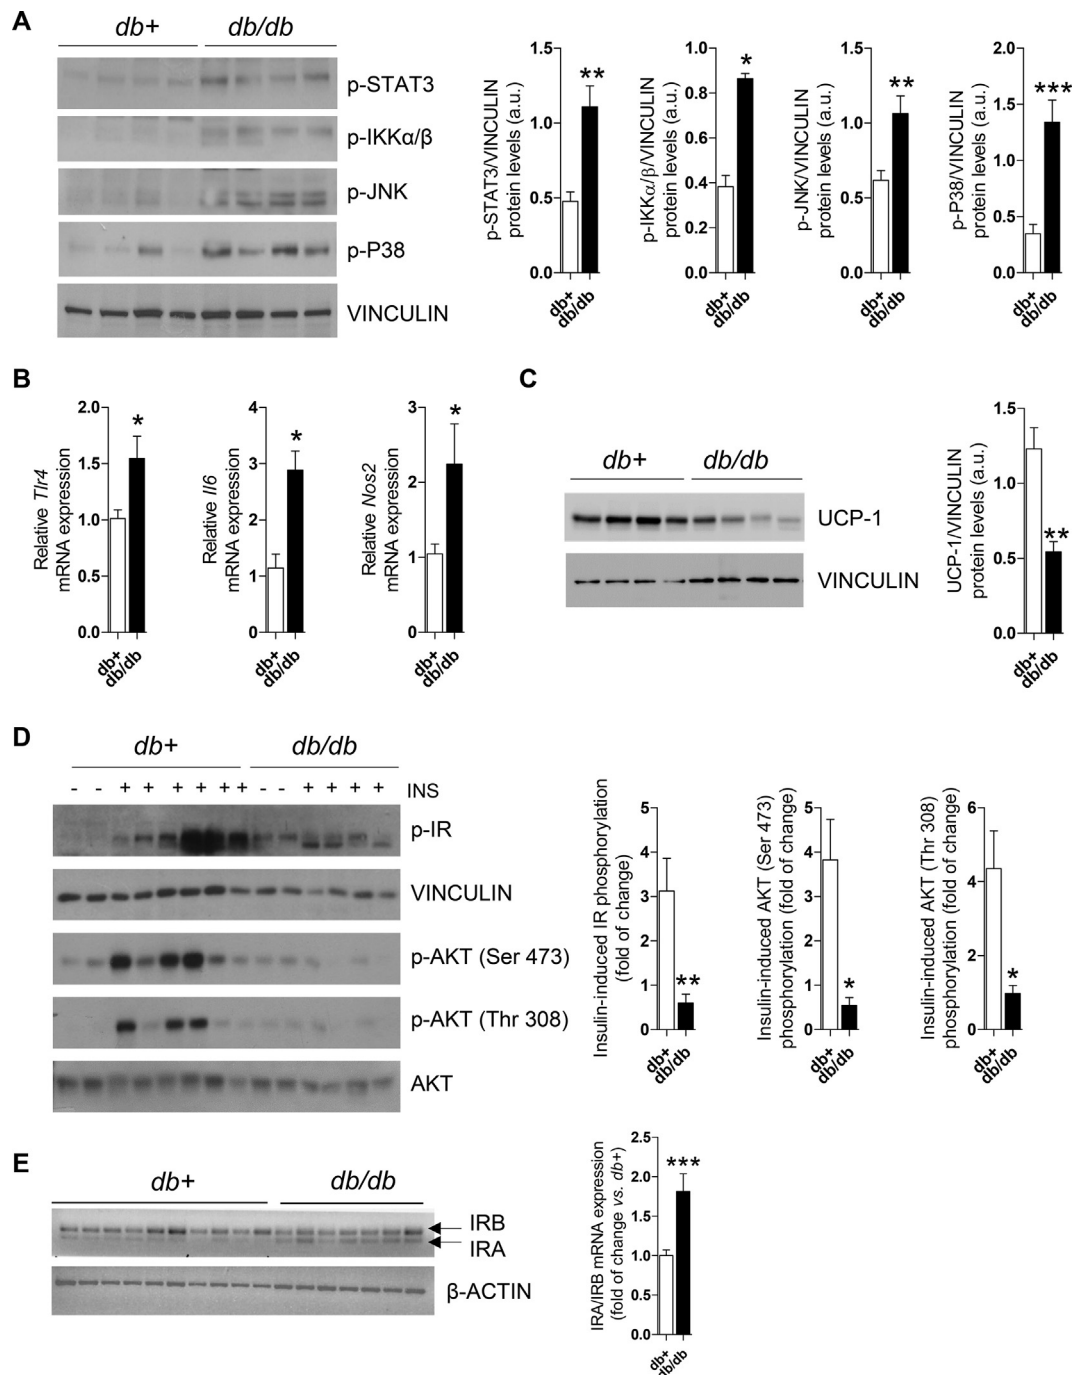 A
db+ db/db
p-STAT3
p-IKKα/β
p-JNK
p-P38
VINCULIN
p-STAT3/VINCULIN
protein levels (a.u.)
1.5
1.0
0.5
0.0
**
db+
db/db
p-IKKα/β/VINCULIN
protein levels (a.u.)
1.0
0.8
0.6
0.4
0.2
0.0
*
db+
db/db
p-JNK/VINCULIN
protein levels (a.u.)
1.5
1.0
0.5
0.0
**
db+
db/db
p-P38/VINCULIN
protein levels (a.u.)
2.0
1.5
1.0
0.5
0.0
***
db+
db/db
B
Relative Tlr4
mRNA expression
2.0
1.5
1.0
0.5
0.0
*
db+
db/db
Relative Il6
mRNA expression
4
3
2
1
0
*
db+
db/db
Relative Nos2
mRNA expression
3
2
1
0
*
db+
db/db
C
db+ db/db
UCP-1
VINCULIN
UCP-1/VINCULIN
protein levels (a.u.)
1.5
1.0
0.5
0.0
**
db+
db/db
D
db+ db/db
- - + + + + + + - - + + + + INS
p-IR
VINCULIN
p-AKT (Ser 473)
p-AKT (Thr 308)
AKT
Insulin-induced IR phosphorylation
(fold of change)
5
4
3
2
1
0
**
db+
db/db
Insulin-induced AKT (Ser 473)
phosphorylation (fold of change)
5
4
3
2
1
0
*
db+
db/db
Insulin-induced AKT (Thr 308)
phosphorylation (fold of change)
6
4
2
0
*
db+
db/db
E
db+ db/db
IRB
IRA
β-ACTIN
IRA/IRB mRNA expression
(fold of change vs. db+)
2.5
2.0
1.5
1.0
0.5
0.0
***
db+
db/db